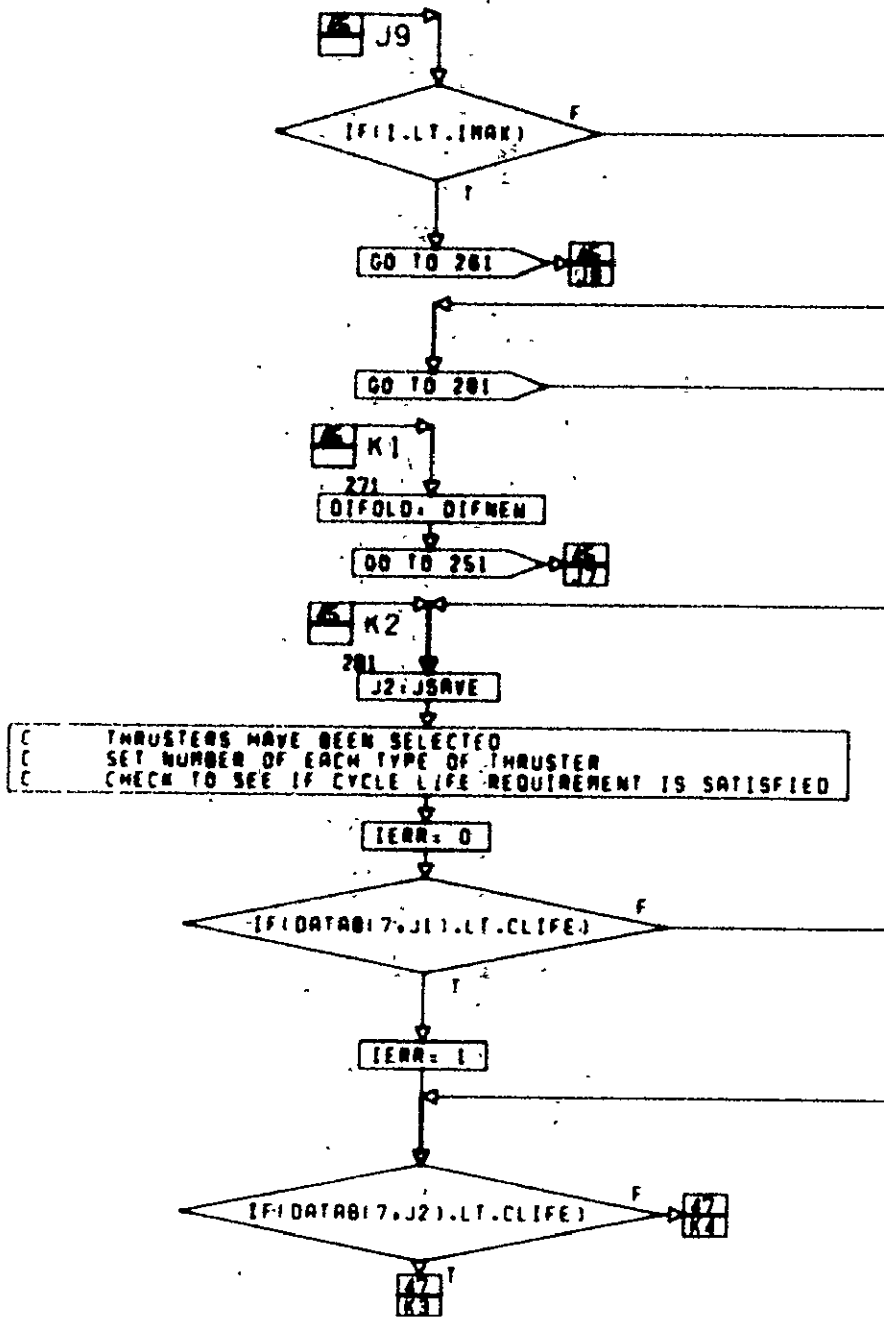 J9
IF(I.LT.IMAX)
F
T
GO TO 261
GO TO 281
K1
271
DIFOLD= DIFNEW
GO TO 251
K2
281
J2=JSAVE
C THRUSTERS HAVE BEEN SELECTED
C SET NUMBER OF EACH TYPE OF THRUSTER
C CHECK TO SEE IF CYCLE LIFE REQUIREMENT IS SATISFIED
IERR= 0
IF(DATAB(7,J1).LT.CLIFE)
F
T
IERR= 1
IF(DATAB(7,J2).LT.CLIFE)
F
47
K4
T
47
K3